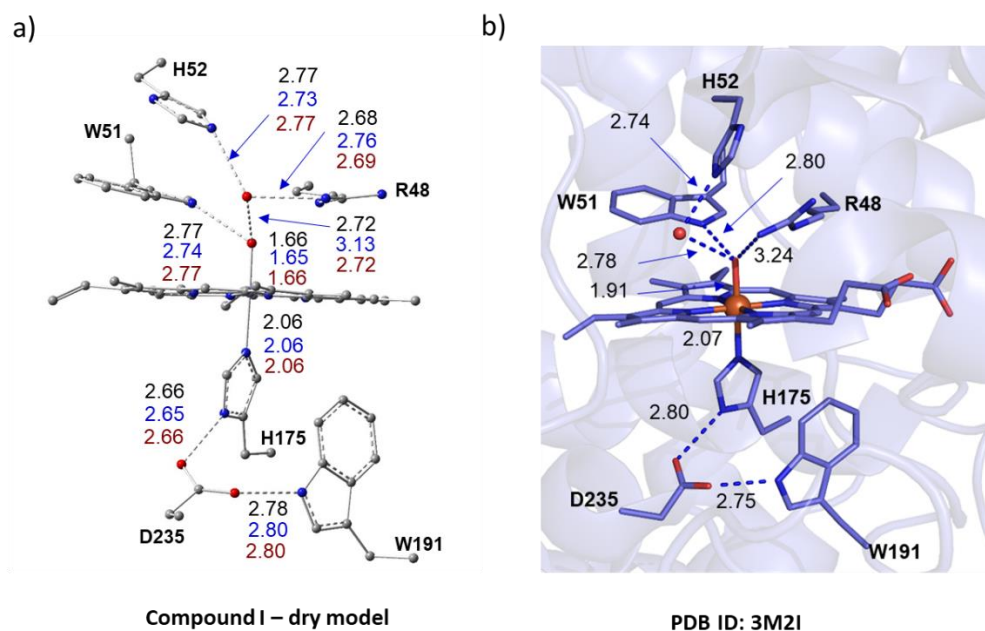 a)
H52
2.77
2.73
2.77
2.68
2.76
2.69
W51
R48
2.77
2.74
2.77
1.66
1.65
1.66
2.72
3.13
2.72
2.06
2.06
2.06
2.66
2.65
2.66
H175
D235
2.78
2.80
2.80
W191
Compound I – dry model
b)
H52
2.74
2.80
W51
R48
2.78
3.24
1.91
2.07
H175
2.80
D235
2.75
W191
PDB ID: 3M2I